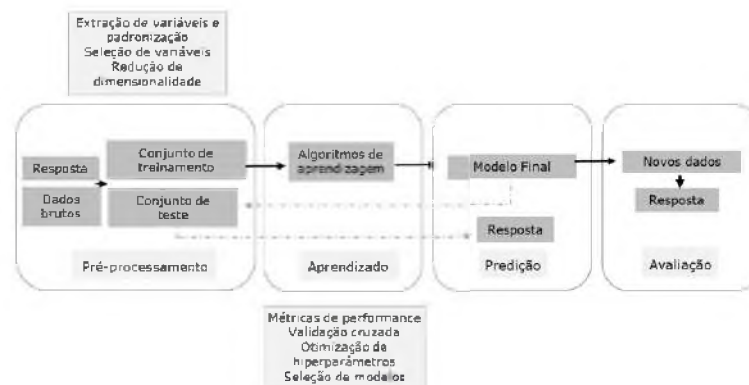 Extração de variáveis e
padronização
Seleção de variáveis
Redução de
dimensionalidade
Resposta
Dados
brutos
Conjunto de
treinamento
Conjunto de
teste
Pré-processamento
Algoritmos de
aprendizagem
Aprendizado
Modelo Final
Resposta
Predição
Novos dados
Resposta
Avaliação
Métricas de performance
Validação cruzada
Otimização de
hiperparâmetros
Seleção de modelos